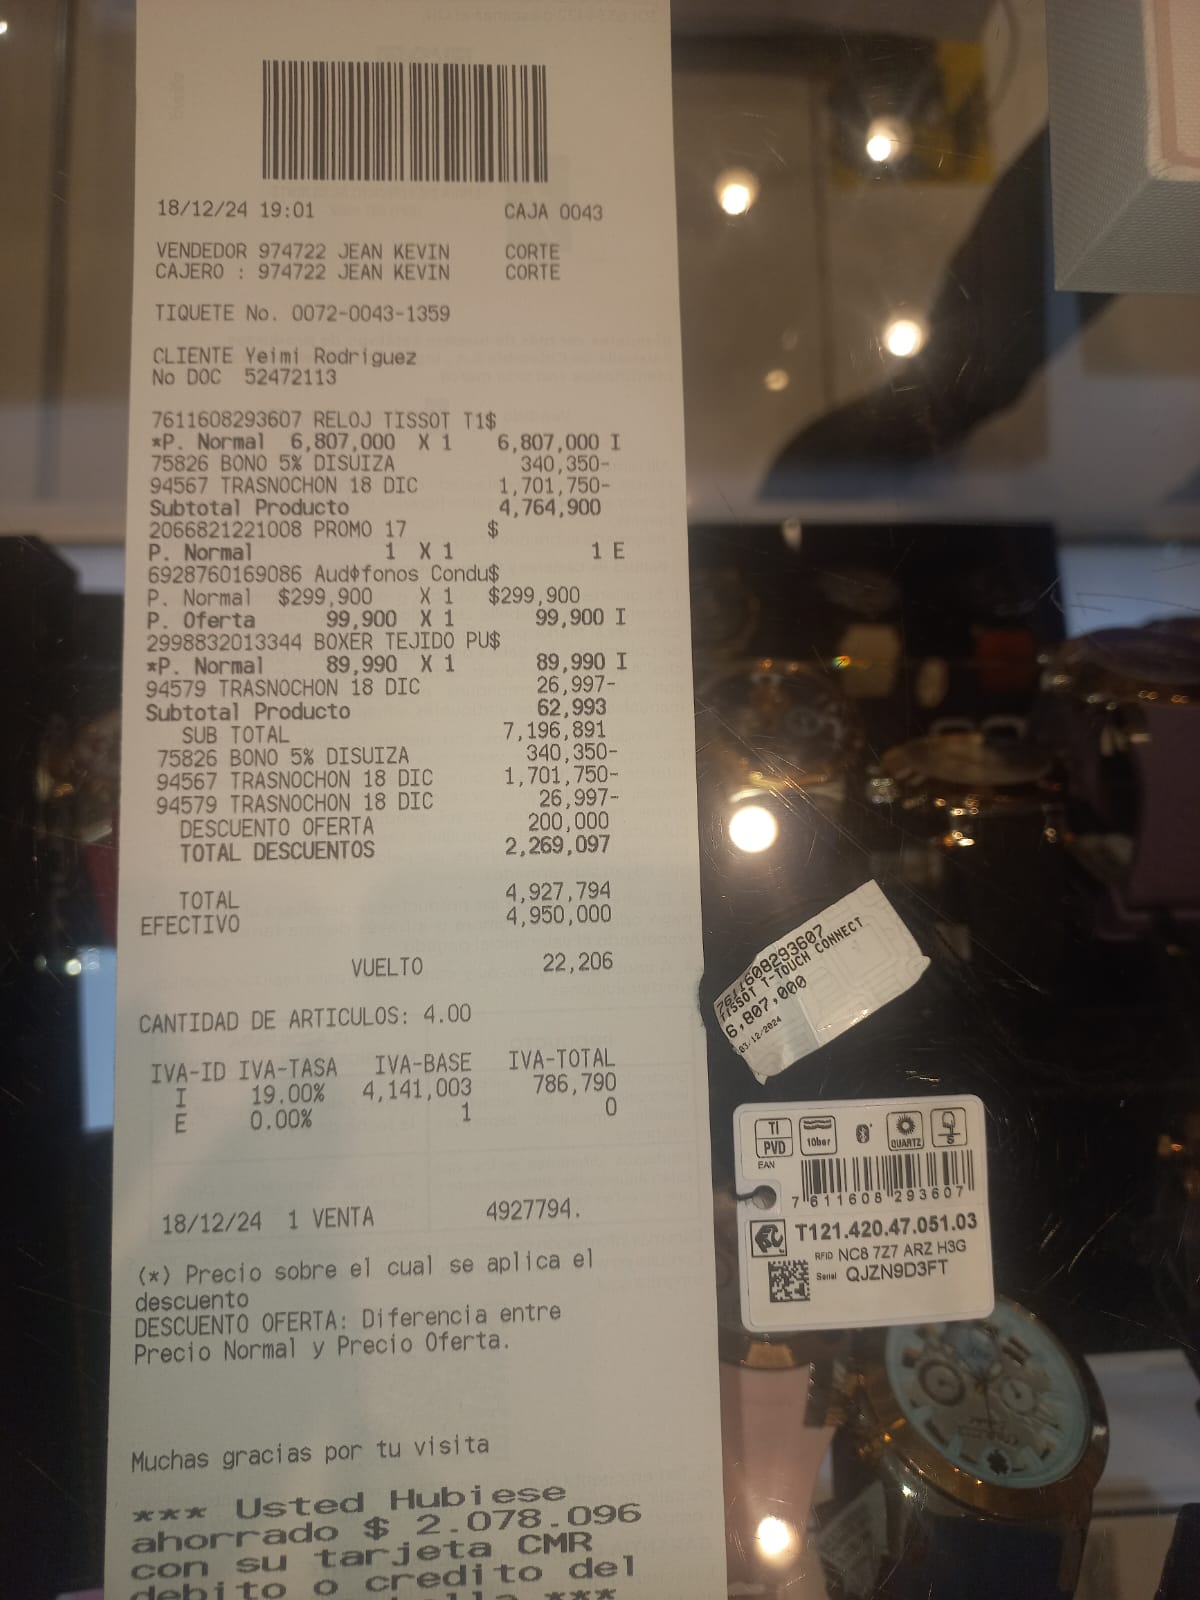 18/12/24 19:01 CAJA 0043
VENDEDOR 974722 JEAN KEVIN CORTE
CAJERO : 974722 JEAN KEVIN CORTE
TIQUETE No. 0072-0043-1359
CLIENTE Yeimi Rodriguez
No DOC 52472113
7611608293607 RELOJ TISSOT T1$
*P. Normal 6,807,000 X 1 6,807,000 I
75826 BONO 5% DISUIZA 340,350-
94567 TRASNOCHON 18 DIC 1,701,750-
Subtotal Producto 4,764,900
2066821221008 PROMO 17 $
P. Normal 1 X 1 1 E
6928760169086 Aud♦fonos Condu$
P. Normal $299,900 X 1 $299,900
P. Oferta 99,900 X 1 99,900 I
2998832013344 BOXER TEJIDO PU$
*P. Normal 89,990 X 1 89,990 I
94579 TRASNOCHON 18 DIC 26,997-
Subtotal Producto 62,993
SUB TOTAL 7,196,891
75826 BONO 5% DISUIZA 340,350-
94567 TRASNOCHON 18 DIC 1,701,750-
94579 TRASNOCHON 18 DIC 26,997-
DESCUENTO OFERTA 200,000
TOTAL DESCUENTOS 2,269,097
TOTAL 4,927,794
EFECTIVO 4,950,000
VUELTO 22,206
CANTIDAD DE ARTICULOS: 4.00
IVA-ID IVA-TASA IVA-BASE IVA-TOTAL
I 19.00% 4,141,003 786,790
E 0.00% 1 0
18/12/24 1 VENTA 4927794.
(*) Precio sobre el cual se aplica el
descuento
DESCUENTO OFERTA: Diferencia entre
Precio Normal y Precio Oferta.
Muchas gracias por tu visita
*** Usted Hubiese
ahorrado $ 2.078.096
con su tarjeta CMR
debito o credito del
***
7611608293607
TISSOT T-TOUCH CONNECT
6,807,000
03/12/2024
TI
PVD
10bar
QUARTZ
S
EAN
7 611608 293607
T121.420.47.051.03
RFID NC8 7Z7 ARZ H3G
Serial QJZN9D3FT